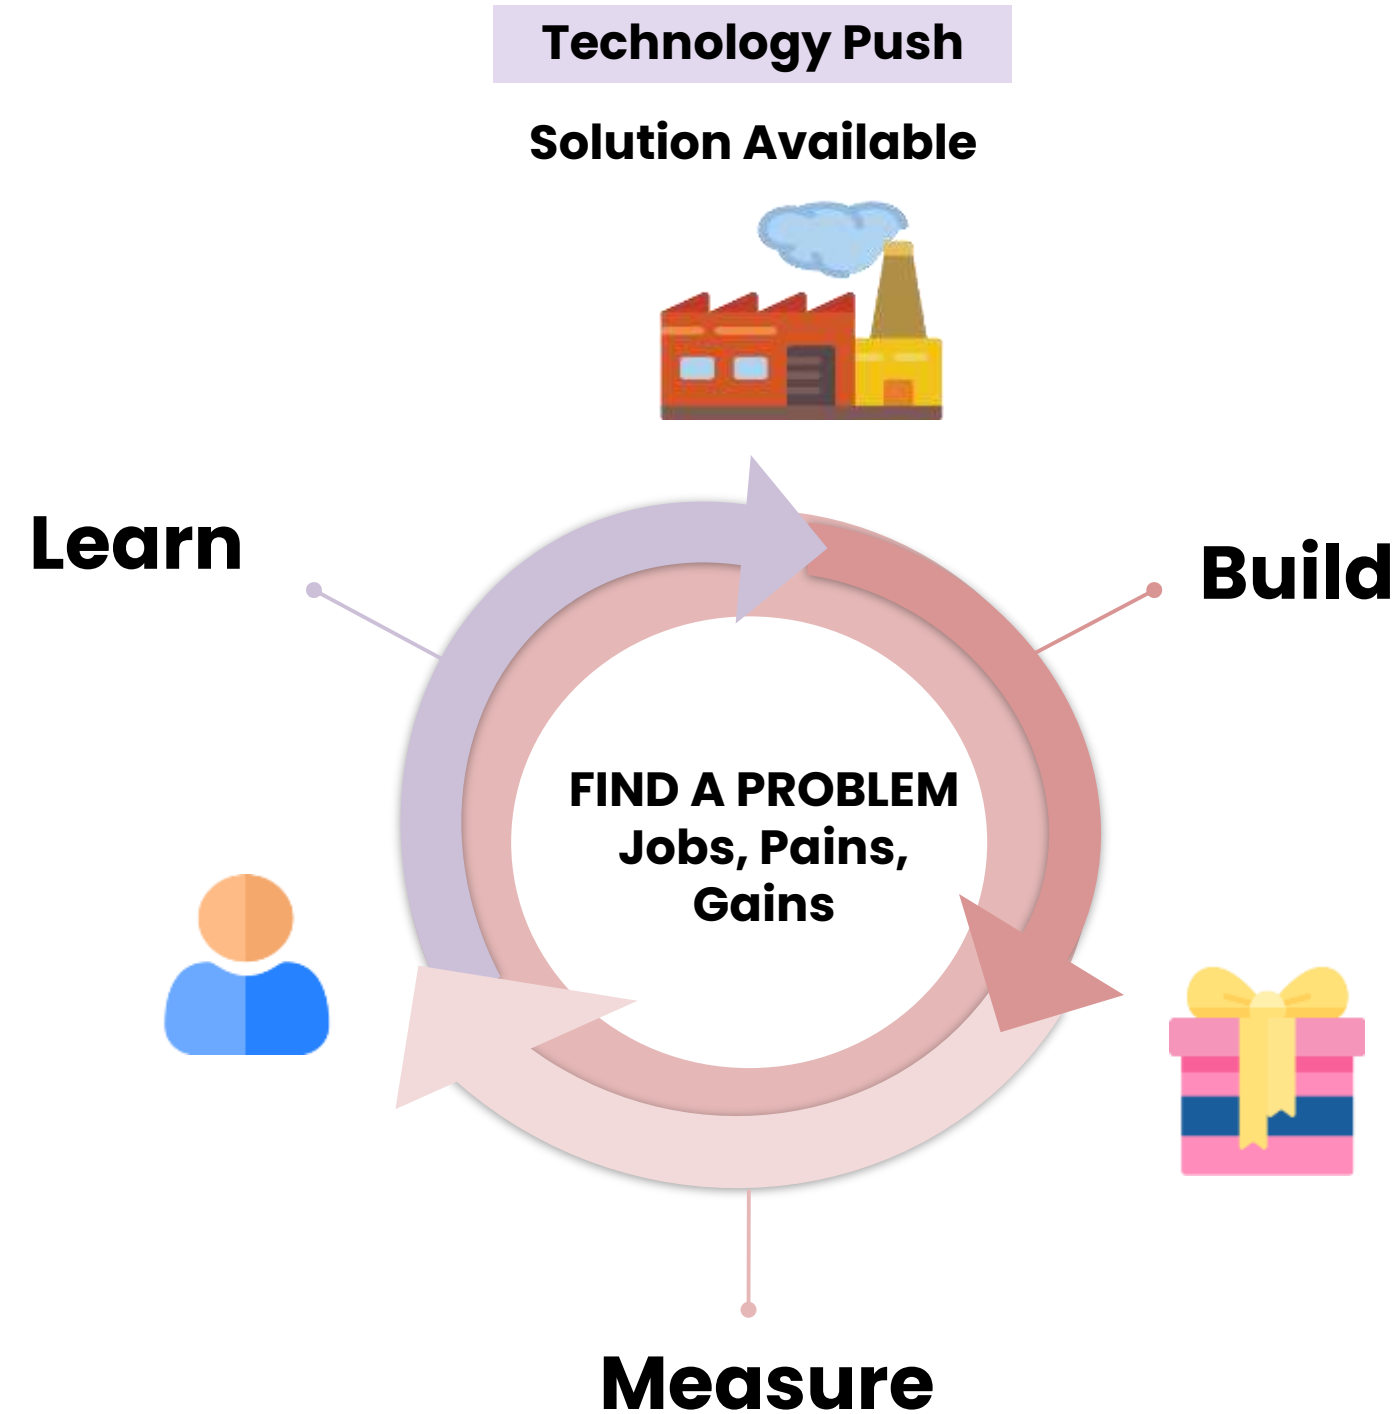 Technology Push
Solution Available
Learn
Build
FIND A PROBLEM
Jobs, Pains,
Gains
Measure